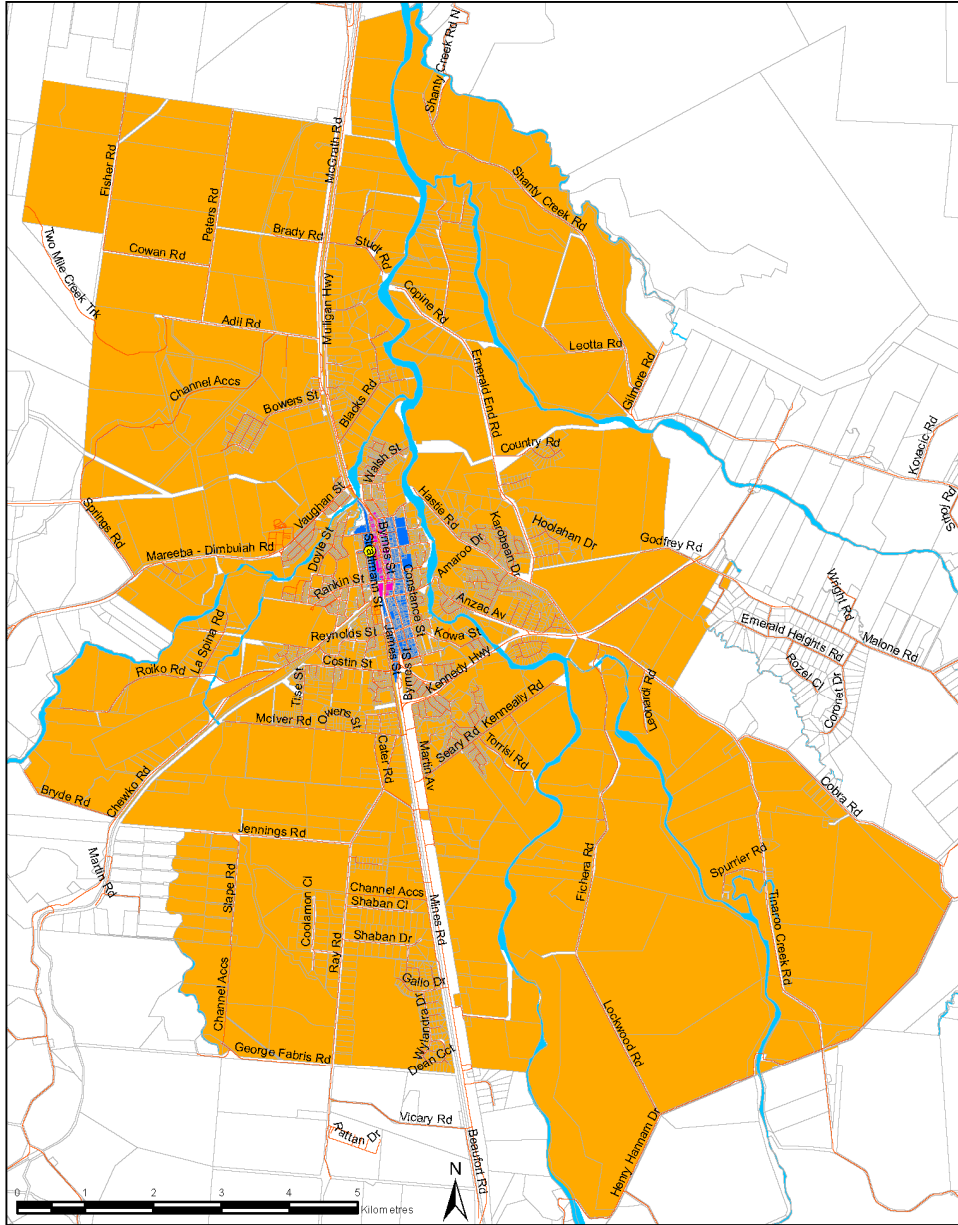 Shanty Creek Rd N
McGrath Rd
Fisher Rd
Shanty Creek Rd
Peters Rd
Two Mile Creek Trk
Cowan Rd
Brady Rd
Studt Rd
Mulligan Hwy
Copine Rd
Adil Rd
Leotta Rd
Emerald End Rd
Gilmore Rd
Channel Accs
Bowers St
Blacks Rd
Country Rd
Kovacic Rd
Walsh St
Springs Rd
Vaughan St
Hastie Rd
Strof Rd
Karobean Dr
Hoolahan Dr
Byrnes St
Doyle St
Mareeba - Dimbulah Rd
Godfrey Rd
Amaroo Dr
Strattmann St
Rankin St
Constance St
Anzac Av
Wright Rd
Emerald Heights Rd
Malone Rd
La Spina Rd
Reynolds St
Kowa St
James St
Roiko Rd
Costin St
Kennedy Hwy
Rozel Cl
Coronet Dr
Tise St
Byrnes St
Leonardi Rd
McIver Rd
Owens St
Kenneally Rd
Seary Rd
Torrisi Rd
Cater Rd
Martin Av
Bryde Rd
Chewko Rd
Cobra Rd
Jennings Rd
Martin Rd
Slape Rd
Fichera Rd
Spurrier Rd
Coolamon Cl
Channel Accs
Shaban Cl
Tinaroo Creek Rd
Mines Rd
Ray Rd
Shaban Dr
Channel Accs
Gallo Dr
Wylandra Dr
Lockwood Rd
George Fabris Rd
Dean Cct
Vicary Rd
Rattan Dr
Henry Hannam Dr
Beaufort Rd
N
0 1 2 3 4 5
Kilometres